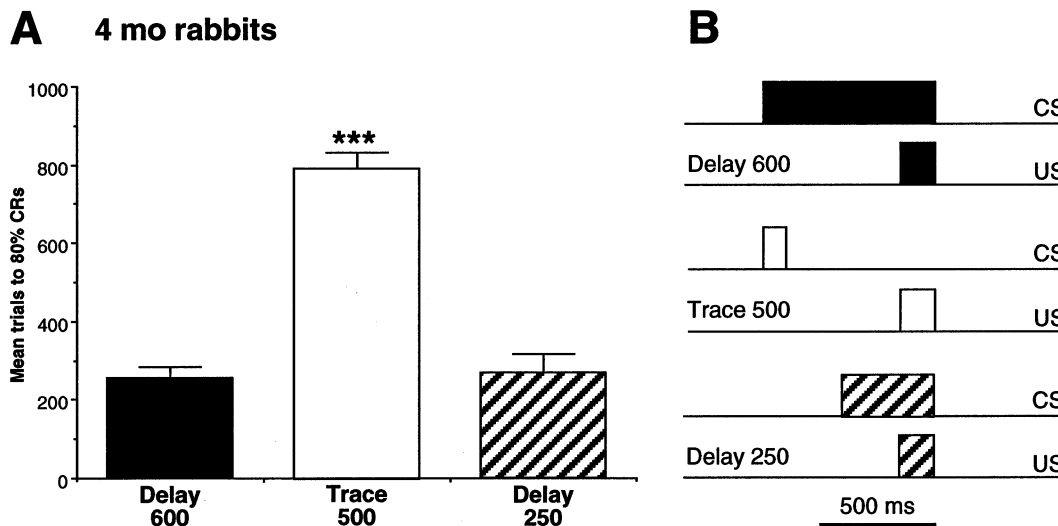 A 4 mo rabbits
Mean trials to 80% CRs
1000
800
600
400
200
0
***
Delay
600
Trace
500
Delay
250
B
CS
Delay 600
US
CS
Trace 500
US
CS
Delay 250
US
500 ms